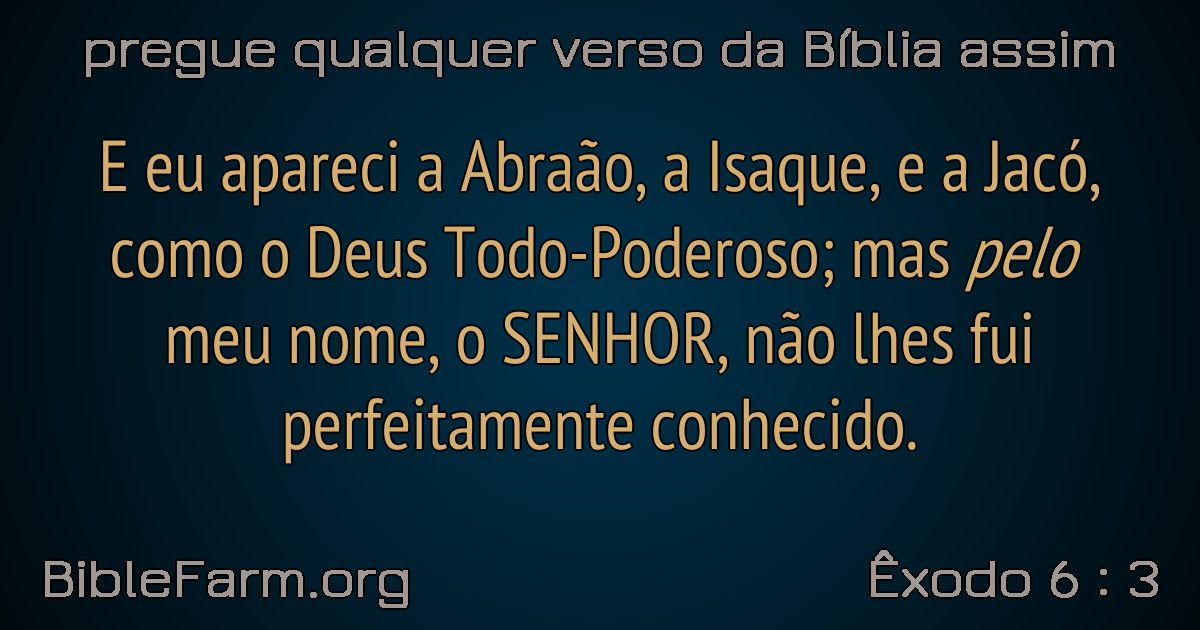 pregue qualquer verso da Bíblia assim
E eu apareci a Abraão, a Isaque, e a Jacó,
como o Deus Todo-Poderoso; mas pelo
meu nome, o SENHOR, não lhes fui
perfeitamente conhecido.
BibleFarm.org
Êxodo 6 : 3